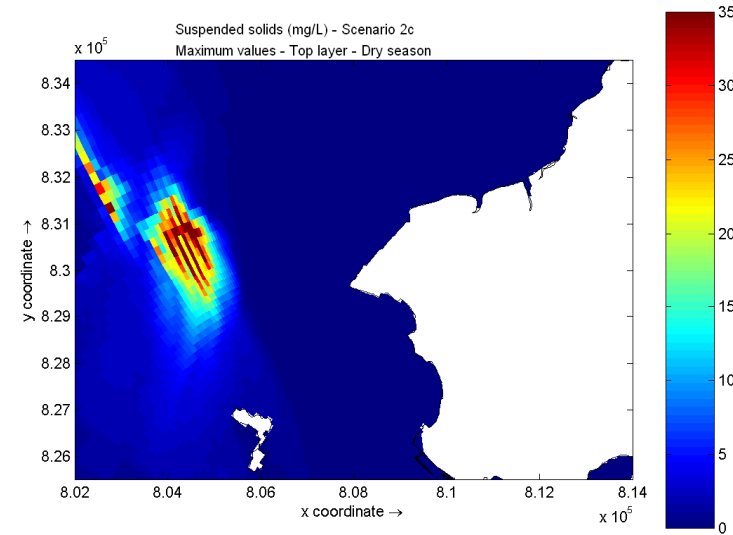 Suspended solids (mg/L) - Scenario 2c
Maximum values - Top layer - Dry season
x 10^5
8.34
8.33
8.32
8.31
8.3
8.29
8.28
8.27
8.26
y coordinate →
8.02 8.04 8.06 8.08 8.1 8.12 8.14
x coordinate →
x 10^5
35
30
25
20
15
10
5
0